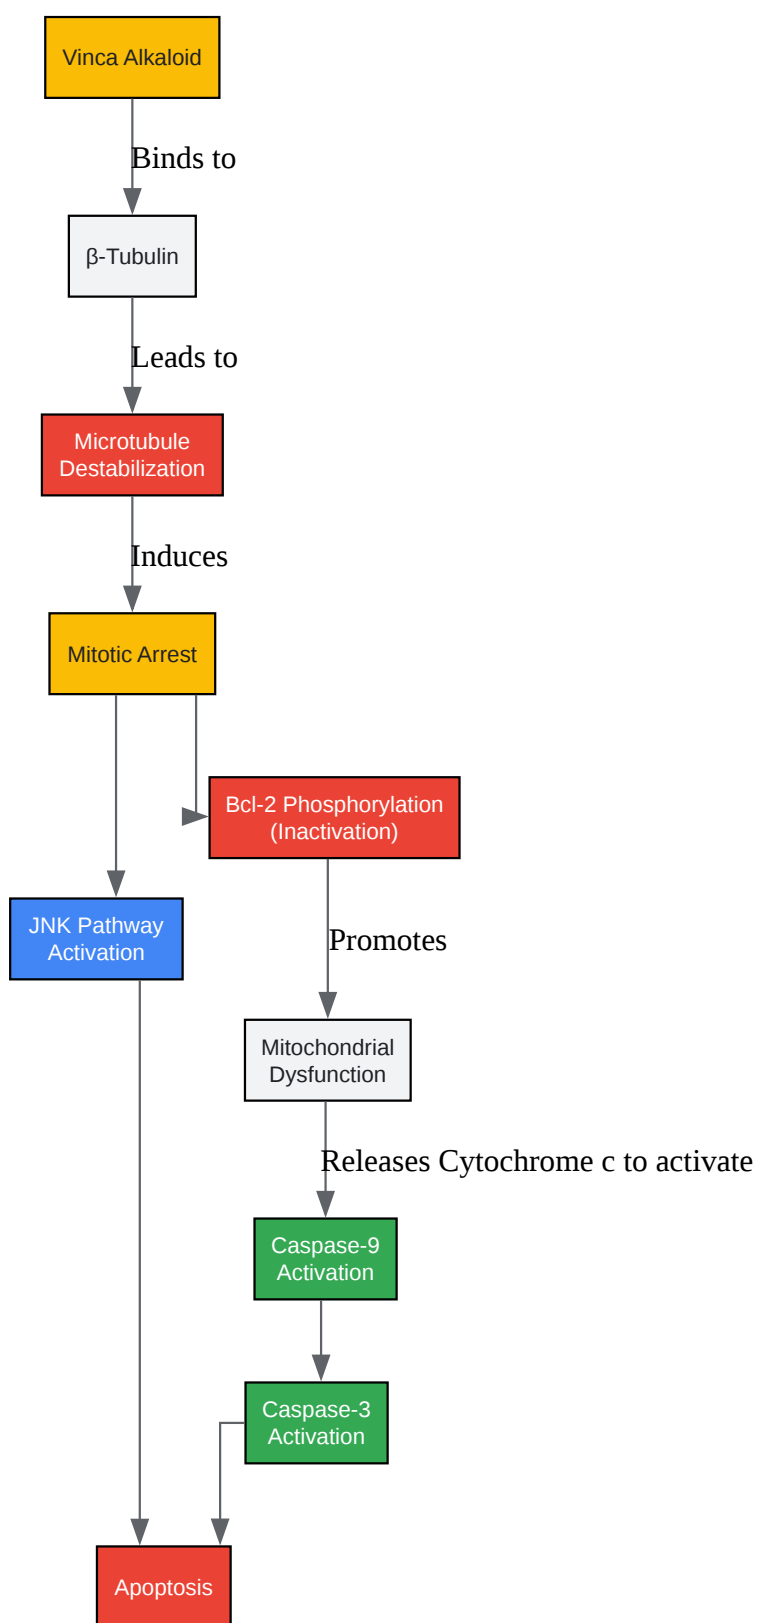 Vinca Alkaloid
Binds to
β-Tubulin
Leads to
Microtubule
Destabilization
Induces
Mitotic Arrest
Bcl-2 Phosphorylation
(Inactivation)
JNK Pathway
Activation
Promotes
Mitochondrial
Dysfunction
Releases Cytochrome c to activate
Caspase-9
Activation
Caspase-3
Activation
Apoptosis